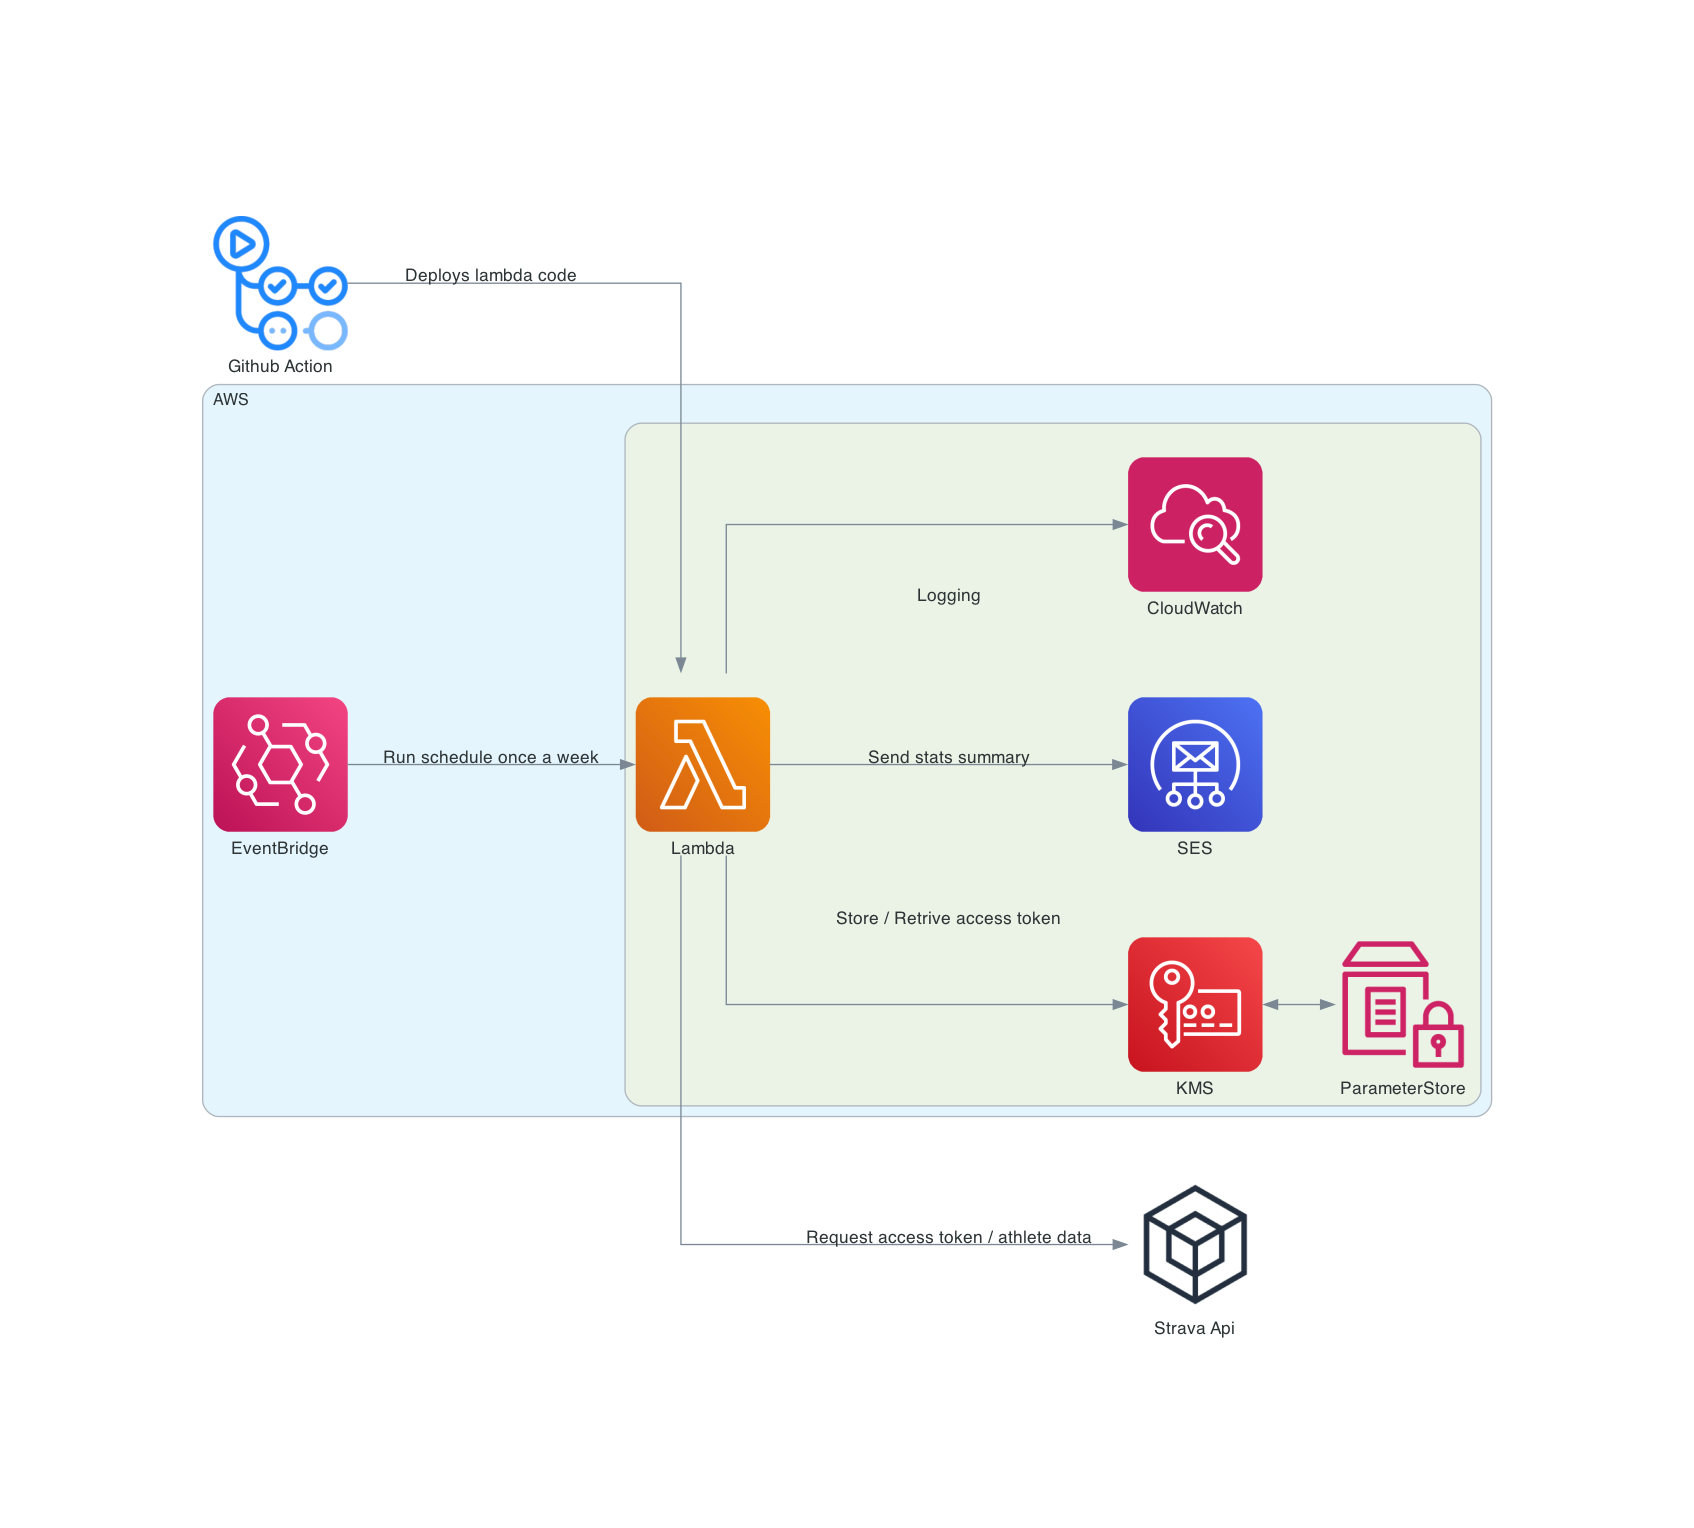 Deploys lambda code
Github Action
AWS
Logging
CloudWatch
Run schedule once a week
Send stats summary
EventBridge
Lambda
SES
Store / Retrive access token
KMS
ParameterStore
Request access token / athlete data
Strava Api